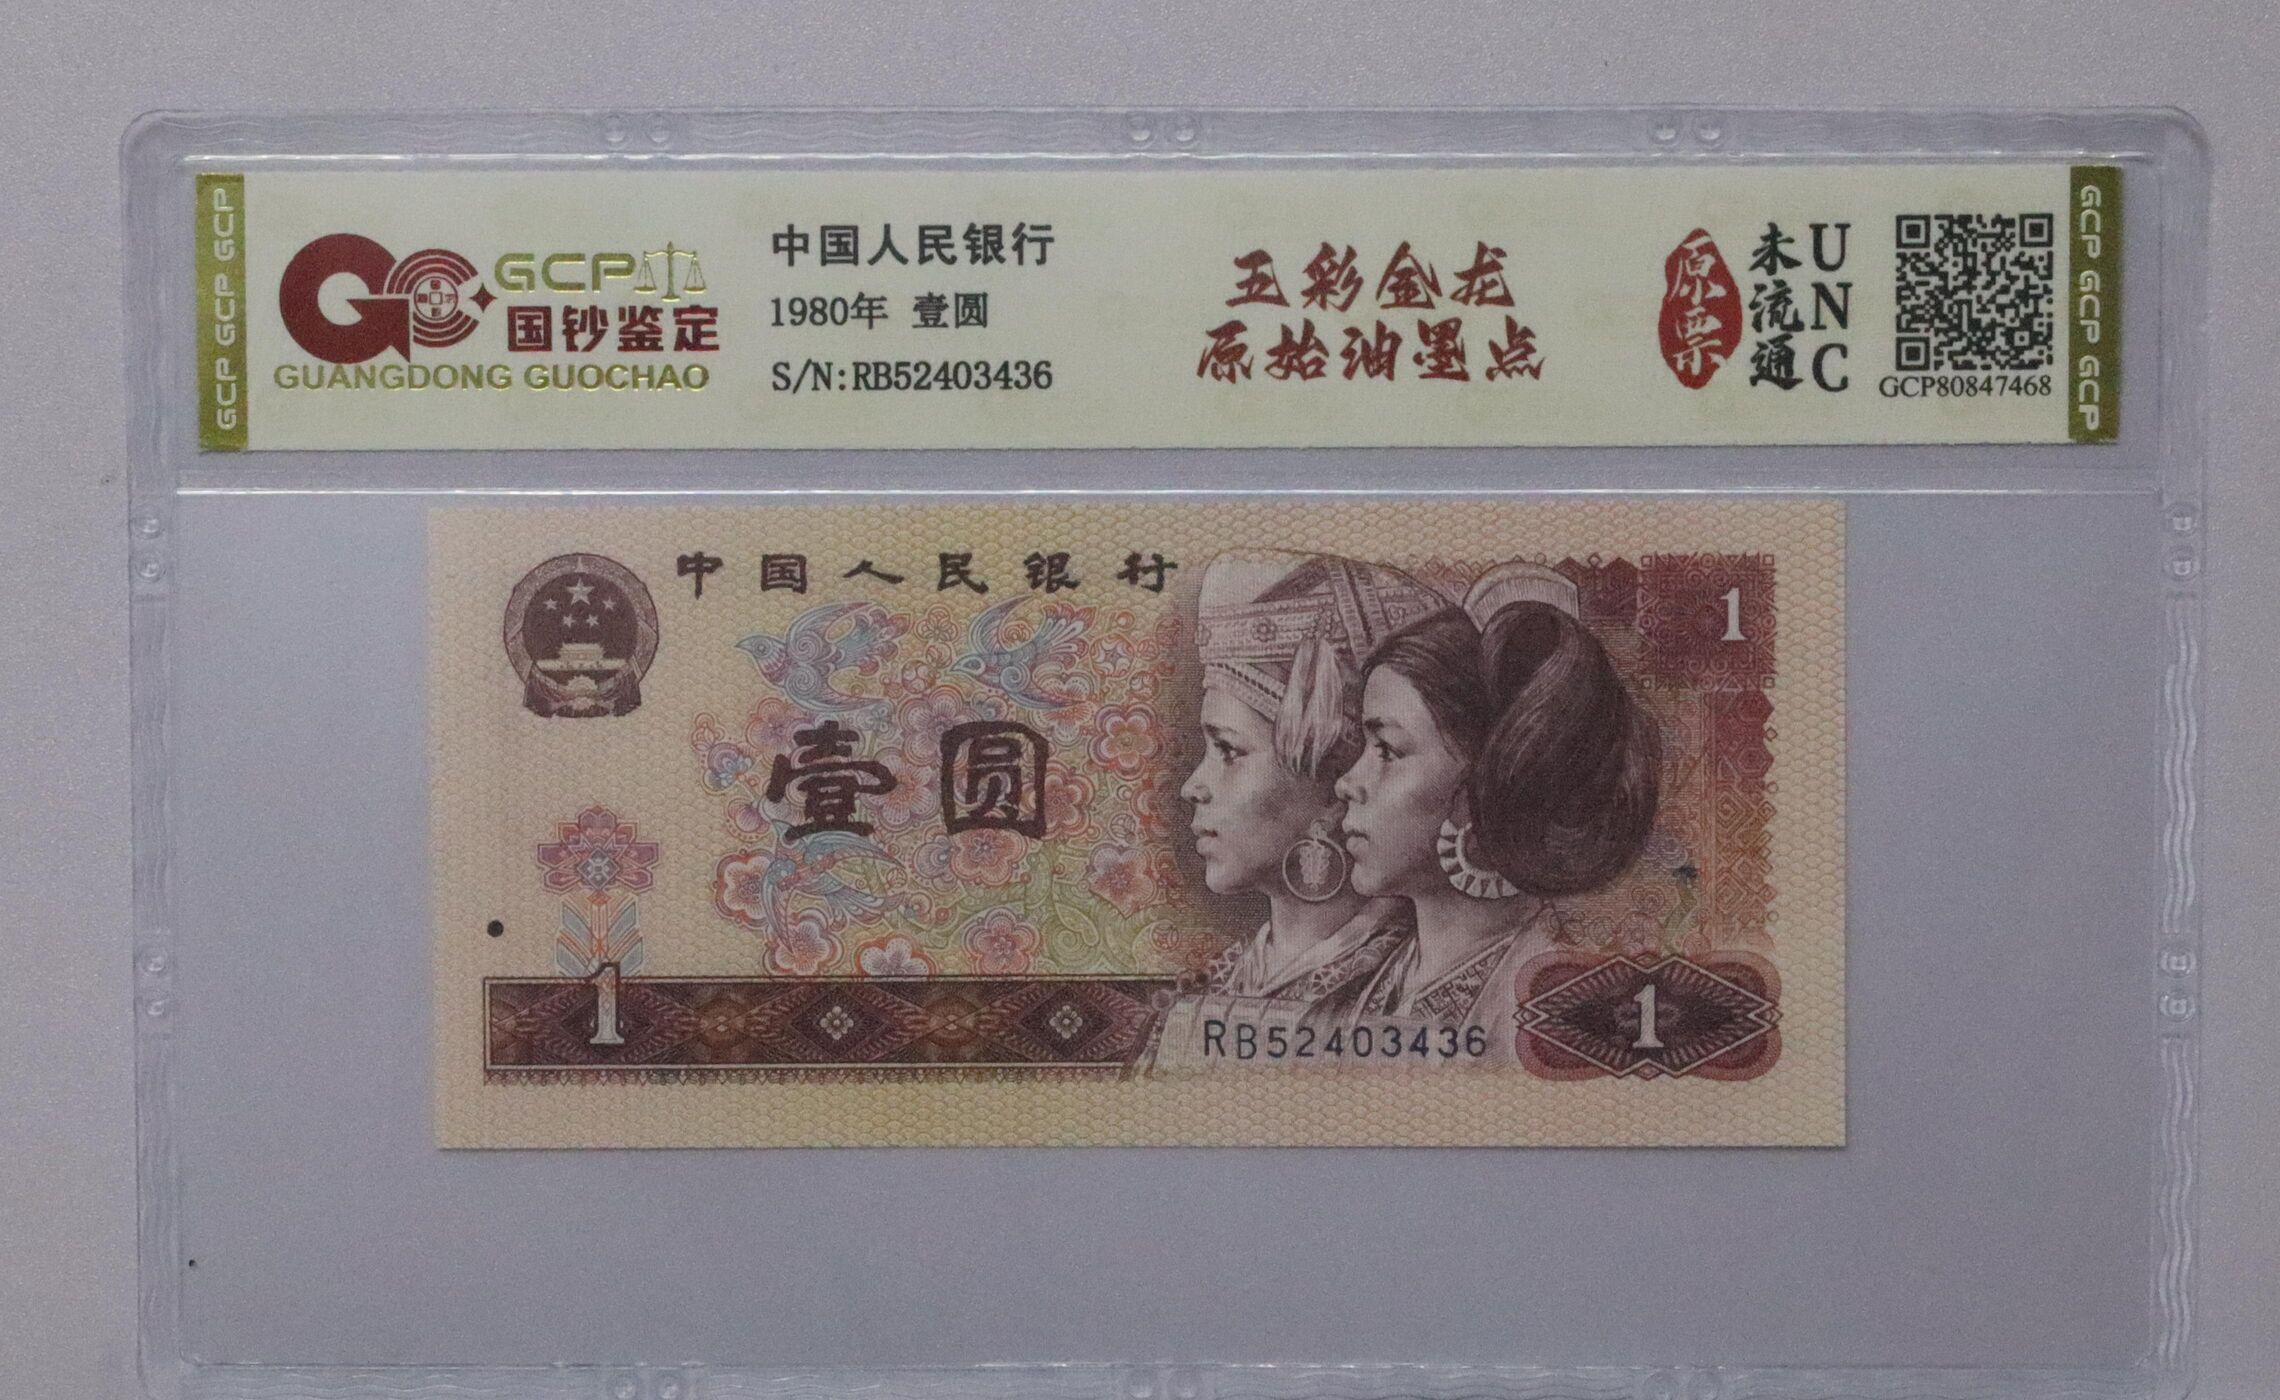 GCP GCP GCP
GCP
国钞鉴定
GUANGDONG GUOCHAO
中国人民银行
1980年 壹圆
S/N:RB52403436
五彩金龙
原始油墨点
原票
未流通
UNC
GCP80847468
GCP GCP GCP
中国人民银行
1
壹圆
1
RB52403436
1